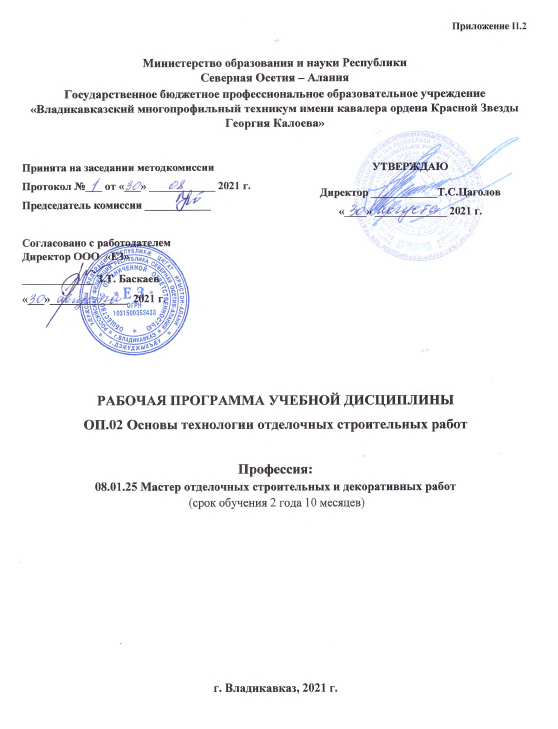 Приложение II.2
Министерство образования и науки Республики
Северная Осетия – Алания
Государственное бюджетное профессиональное образовательное учреждение
«Владикавказский многопрофильный техникум имени кавалера ордена Красной Звезды
Георгия Калоева»
Принята на заседании методкомиссии
Протокол № 1 от «30» 08 2021 г.
Председатель комиссии
УТВЕРЖДАЮ
Директор Т.С.Цаголов
«30» августа 2021 г.
Согласовано с работодателем
Директор ООО «ЕЗ»
З.Т. Баскаев
«30» августа 2021 г.
«ЕЗ»
ОГРН
1031500353433
РАБОЧАЯ ПРОГРАММА УЧЕБНОЙ ДИСЦИПЛИНЫ
ОП.02 Основы технологии отделочных строительных работ
Профессия:
08.01.25 Мастер отделочных строительных и декоративных работ
(срок обучения 2 года 10 месяцев)
г. Владикавказ, 2021 г.